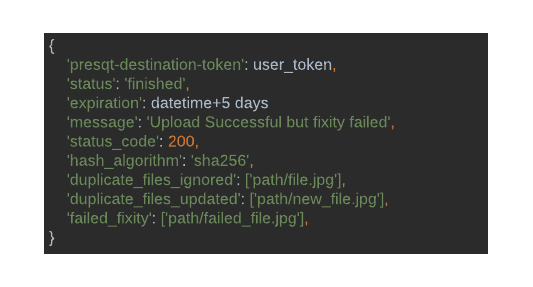 {
'presqt-destination-token': user_token,
'status': 'finished',
'expiration': datetime+5 days
'message': 'Upload Successful but fixity failed',
'status_code': 200,
'hash_algorithm': 'sha256',
'duplicate_files_ignored': ['path/file.jpg'],
'duplicate_files_updated': ['path/new_file.jpg'],
'failed_fixity': ['path/failed_file.jpg'],
}